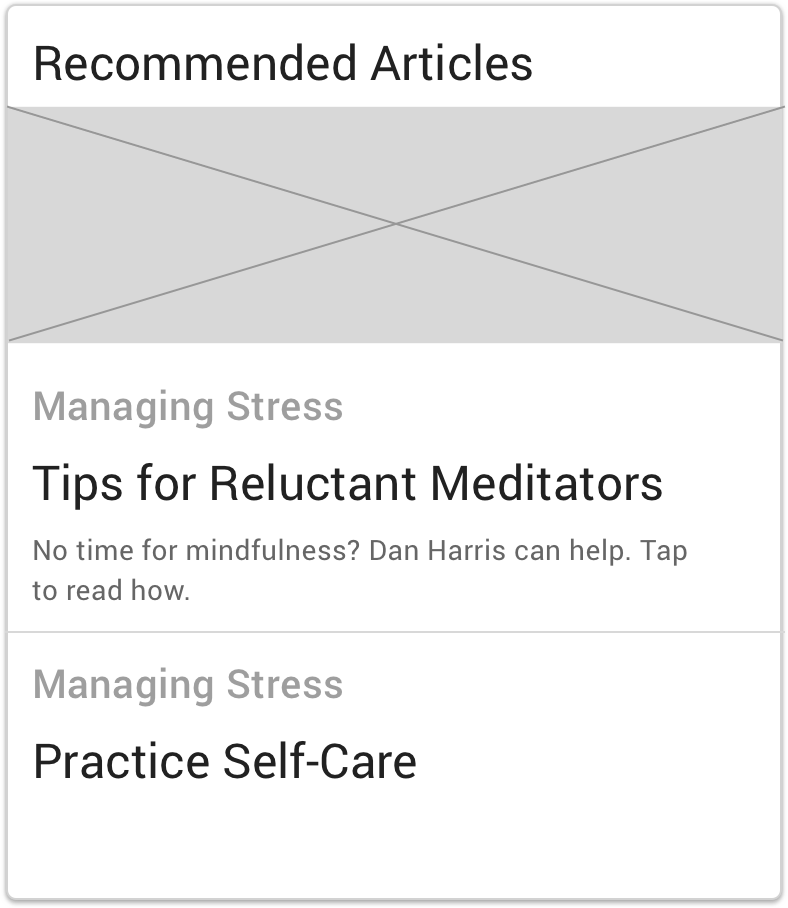 Recommended Articles
Managing Stress
Tips for Reluctant Meditators
No time for mindfulness? Dan Harris can help. Tap
to read how.
Managing Stress
Practice Self-Care